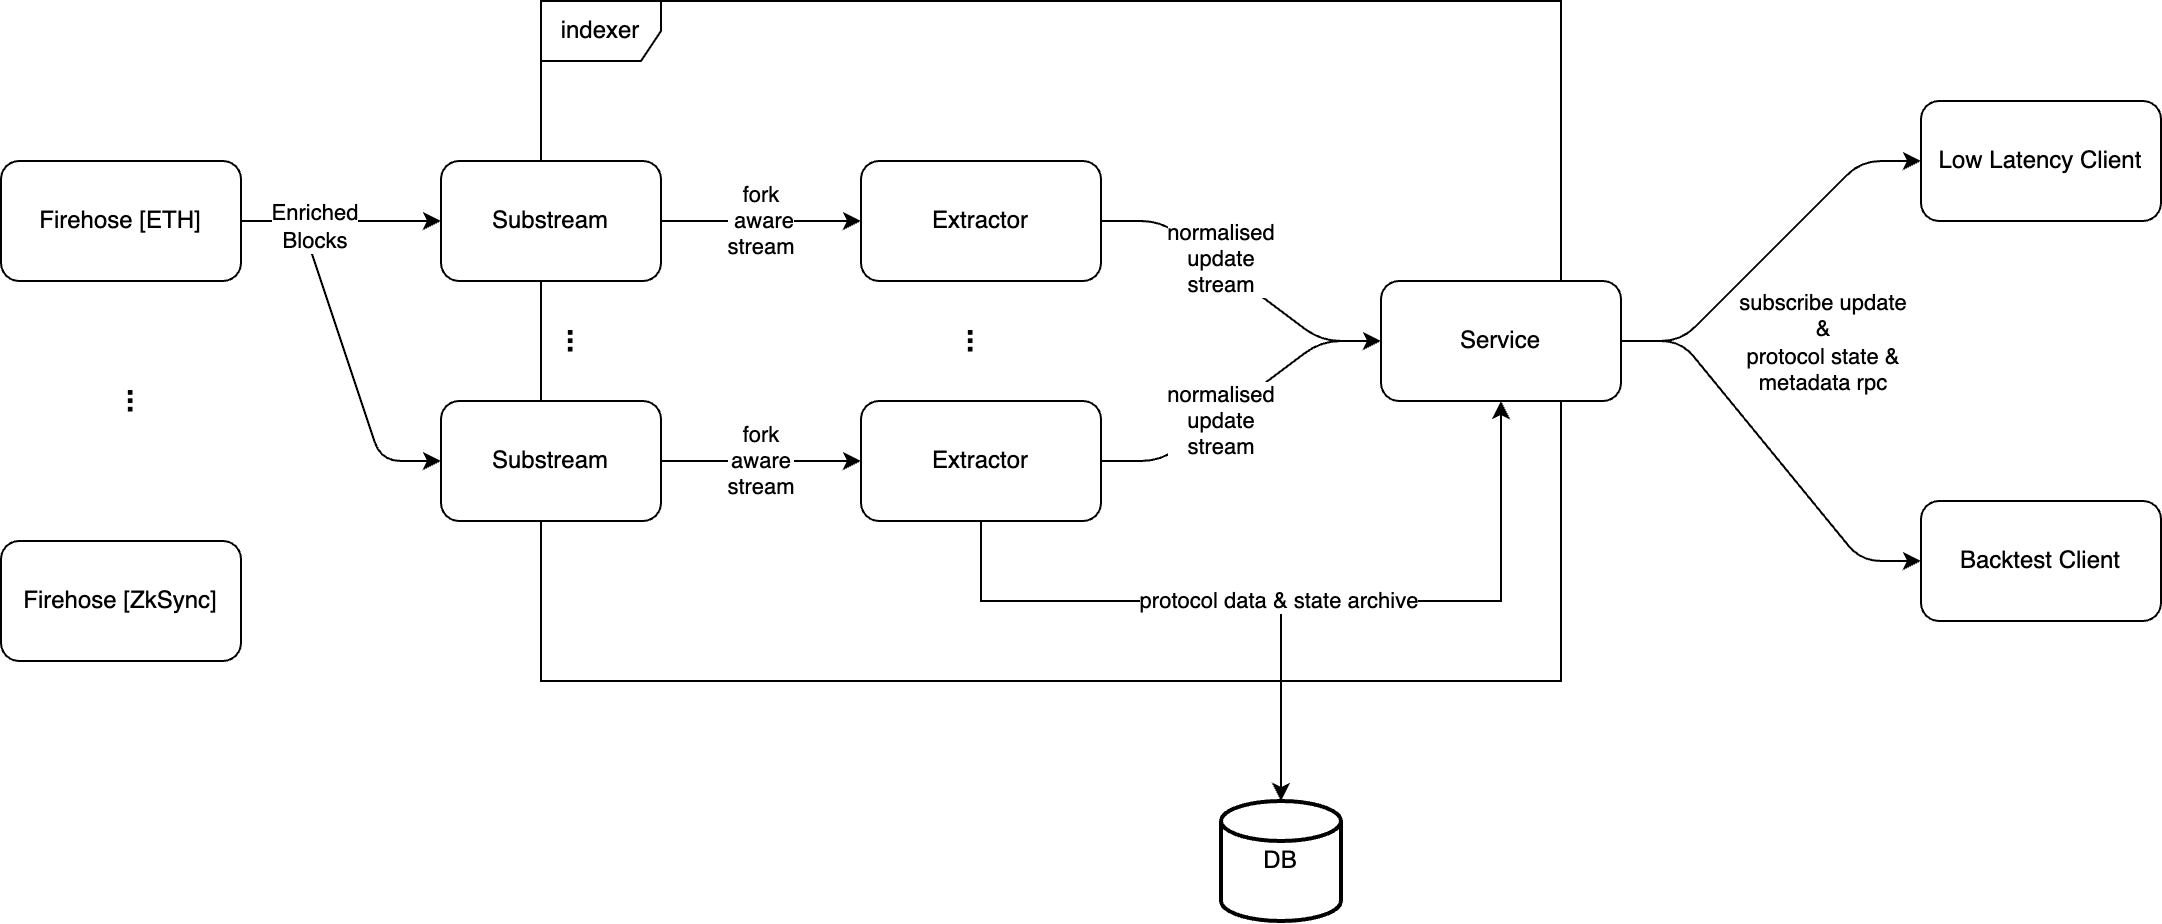 indexer
Firehose [ETH]
Enriched
Blocks
Substream
fork
aware
stream
Extractor
normalised
update
stream
Service
Low Latency Client
subscribe update
&
protocol state &
metadata rpc
Substream
fork
aware
stream
Extractor
normalised
update
stream
Backtest Client
Firehose [ZkSync]
protocol data & state archive
DB